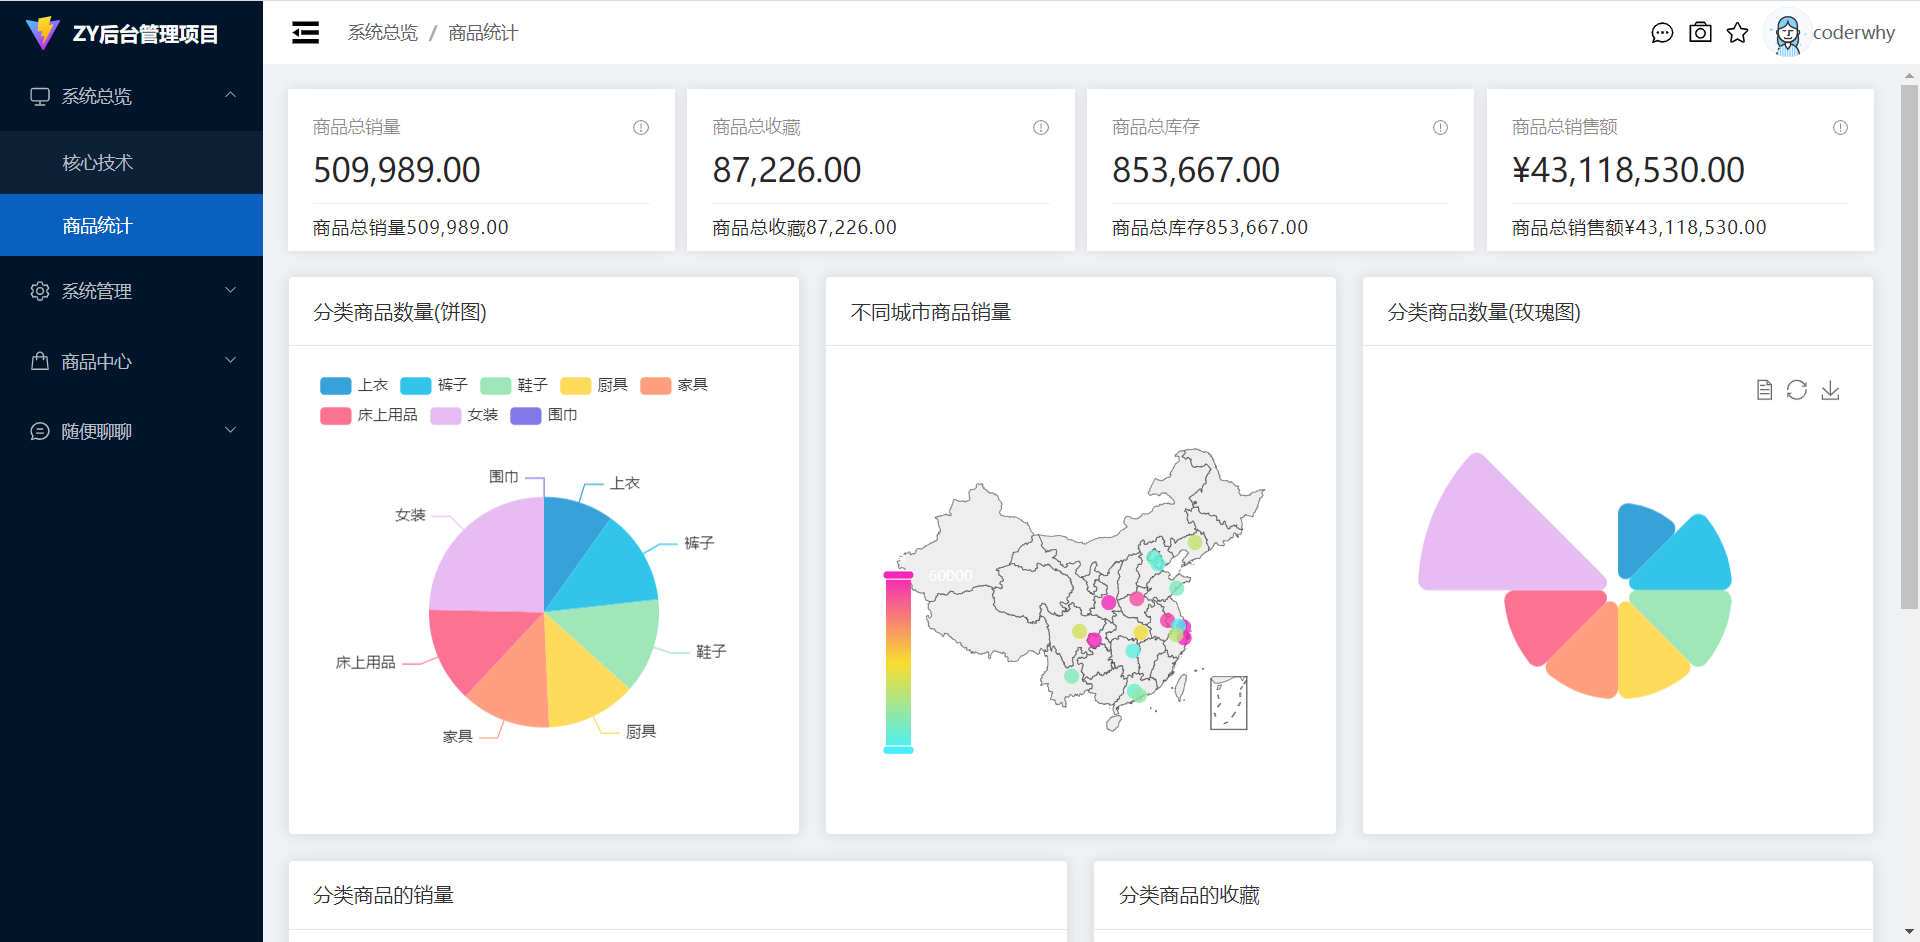 ZY后台管理项目
系统总览
核心技术
商品统计
系统管理
商品中心
随便聊聊
系统总览 / 商品统计
coderwhy
商品总销量
509,989.00
商品总销量509,989.00
商品总收藏
87,226.00
商品总收藏87,226.00
商品总库存
853,667.00
商品总库存853,667.00
商品总销售额
¥43,118,530.00
商品总销售额¥43,118,530.00
分类商品数量(饼图)
上衣 裤子 鞋子 厨具 家具
床上用品 女装 围巾
围巾
上衣
女装
裤子
鞋子
床上用品
厨具
家具
不同城市商品销量
60000
分类商品数量(玫瑰图)
分类商品的销量
分类商品的收藏